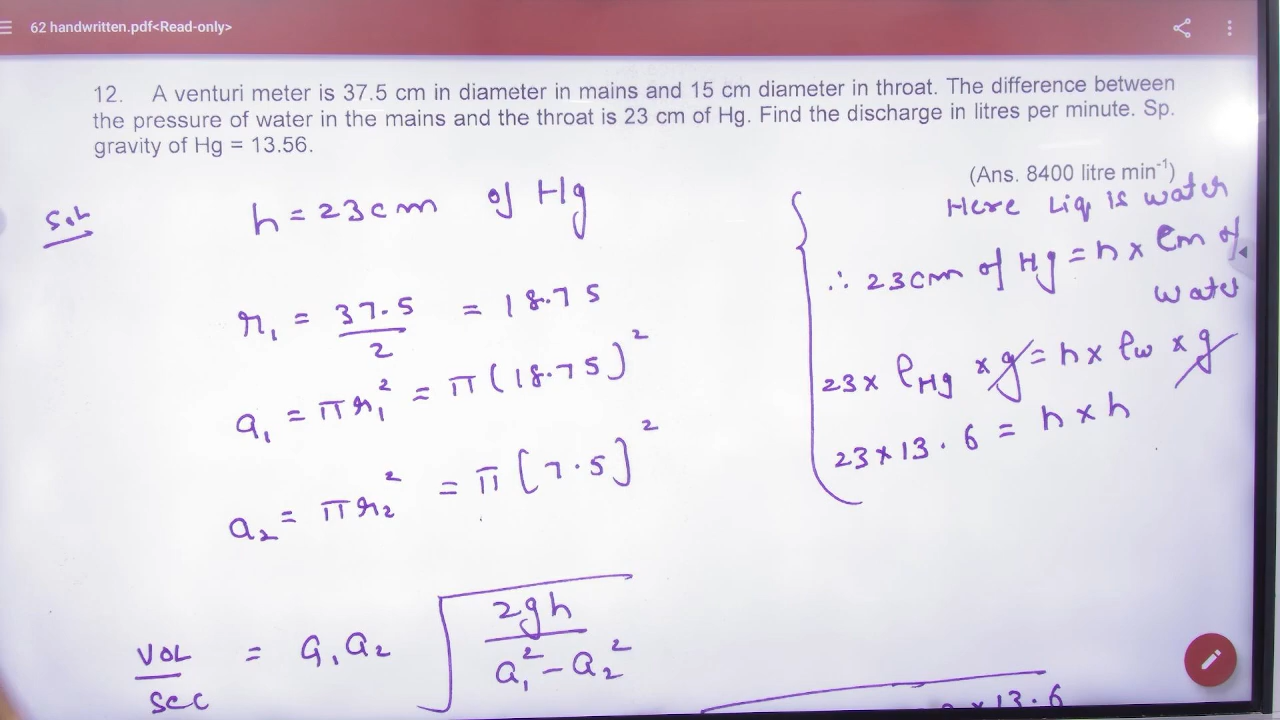 62 handwritten.pdf<Read-only>
12. A venturi meter is 37.5 cm in diameter in mains and 15 cm diameter in throat. The difference between
the pressure of water in the mains and the throat is 23 cm of Hg. Find the discharge in litres per minute. Sp.
gravity of Hg = 13.56.
(Ans. 8400 litre min⁻¹)
Sol
h = 23 cm of Hg
r₁ = 37.5/2 = 18.75
a₁ = πr₁² = π(18.75)²
a₂ = πr₂² = π[7.5]²
Vol/sec = a₁a₂ √(2gh/(a₁² - a₂²))
Here Liq is water
∴ 23cm of Hg = h × cm of
water
23 × ρHg × g = h × ρw × g
23 × 13.6 = h × h
× 13.6